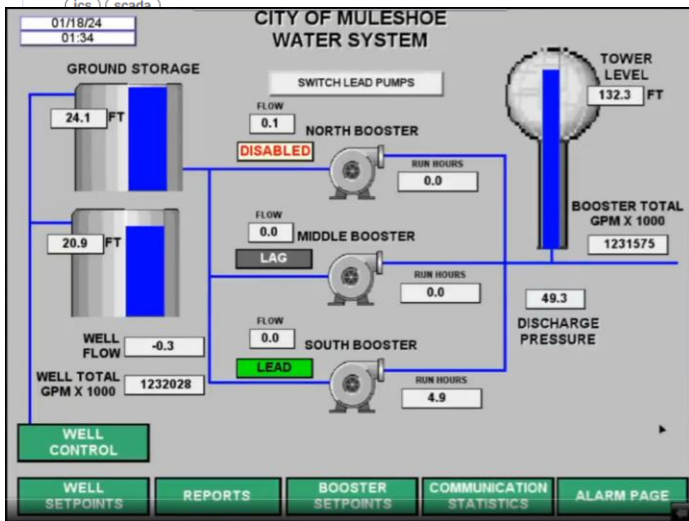 ics scada
01/18/24
01:34
CITY OF MULESHOE
WATER SYSTEM
GROUND STORAGE
24.1 FT
20.9 FT
SWITCH LEAD PUMPS
FLOW
0.1
NORTH BOOSTER
DISABLED
RUN HOURS
0.0
FLOW
0.0
MIDDLE BOOSTER
LAG
RUN HOURS
0.0
FLOW
0.0
SOUTH BOOSTER
LEAD
RUN HOURS
4.9
TOWER
LEVEL
132.3 FT
BOOSTER TOTAL
GPM X 1000
1231575
49.3
DISCHARGE
PRESSURE
WELL
FLOW
-0.3
WELL TOTAL
GPM X 1000
1232028
WELL
CONTROL
WELL
SETPOINTS
REPORTS
BOOSTER
SETPOINTS
COMMUNICATION
STATISTICS
ALARM PAGE